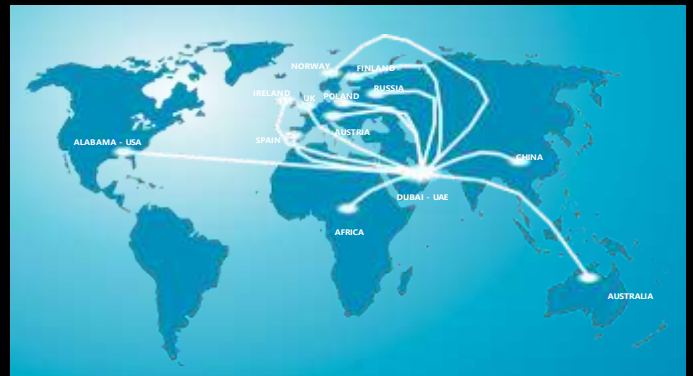 NORWAY
FINLAND
RUSSIA
IRELAND
UK
POLAND
AUSTRIA
SPAIN
ALABAMA - USA
CHINA
DUBAI - UAE
AFRICA
AUSTRALIA